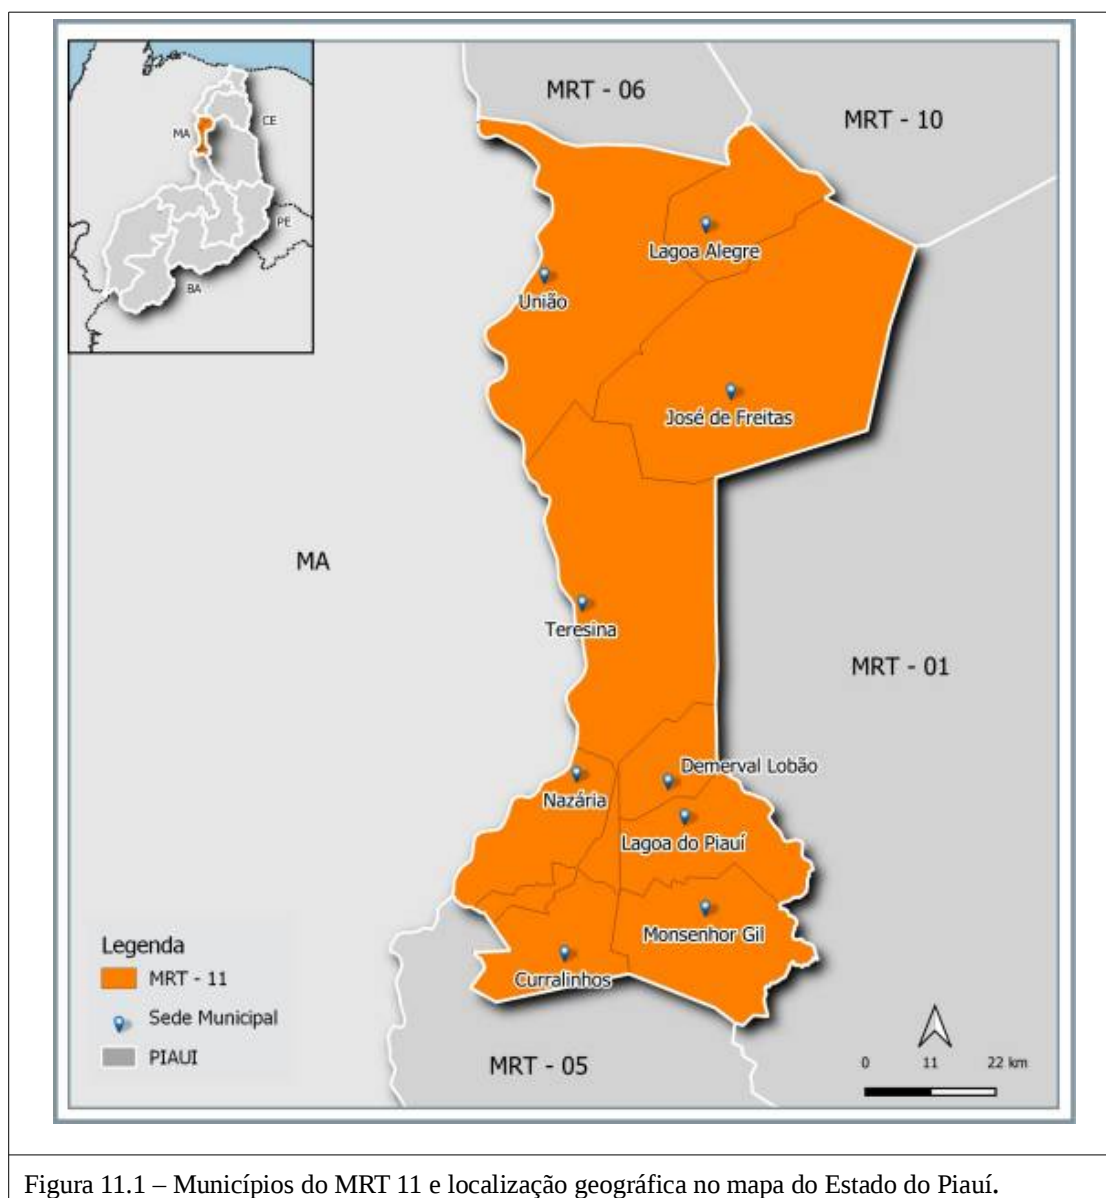 MRT - 06
MRT - 10
CE
MA
PE
BA
Lagoa Alegre
União
José de Freitas
MA
Teresina
MRT - 01
Demerval Lobão
Nazária
Lagoa do Piauí
Monsenhor Gil
Curralinhos
Legenda
MRT - 11
Sede Municipal
PIAUI
MRT - 05
0 11 22 km
Figura 11.1 – Municípios do MRT 11 e localização geográfica no mapa do Estado do Piauí.